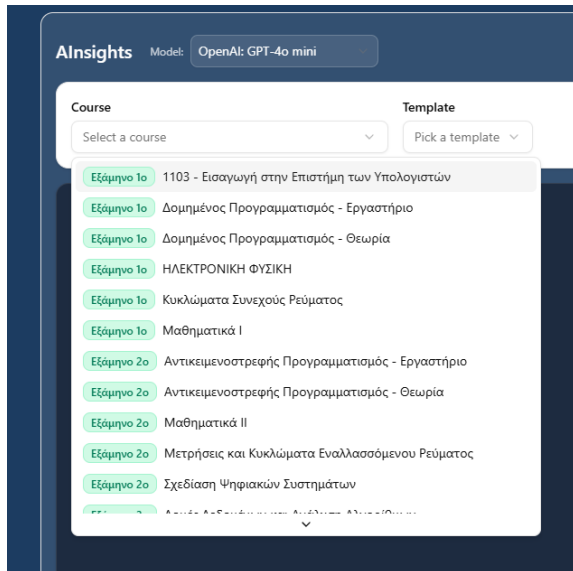 AInsights Model: OpenAI: GPT-4o mini
Course Template
Select a course Pick a template
Εξάμηνο 1ο 1103 - Εισαγωγή στην Επιστήμη των Υπολογιστών
Εξάμηνο 1ο Δομημένος Προγραμματισμός - Εργαστήριο
Εξάμηνο 1ο Δομημένος Προγραμματισμός - Θεωρία
Εξάμηνο 1ο ΗΛΕΚΤΡΟΝΙΚΗ ΦΥΣΙΚΗ
Εξάμηνο 1ο Κυκλώματα Συνεχούς Ρεύματος
Εξάμηνο 1ο Μαθηματικά Ι
Εξάμηνο 2ο Αντικειμενοστρεφής Προγραμματισμός - Εργαστήριο
Εξάμηνο 2ο Αντικειμενοστρεφής Προγραμματισμός - Θεωρία
Εξάμηνο 2ο Μαθηματικά ΙΙ
Εξάμηνο 2ο Μετρήσεις και Κυκλώματα Εναλλασσόμενου Ρεύματος
Εξάμηνο 2ο Σχεδίαση Ψηφιακών Συστημάτων